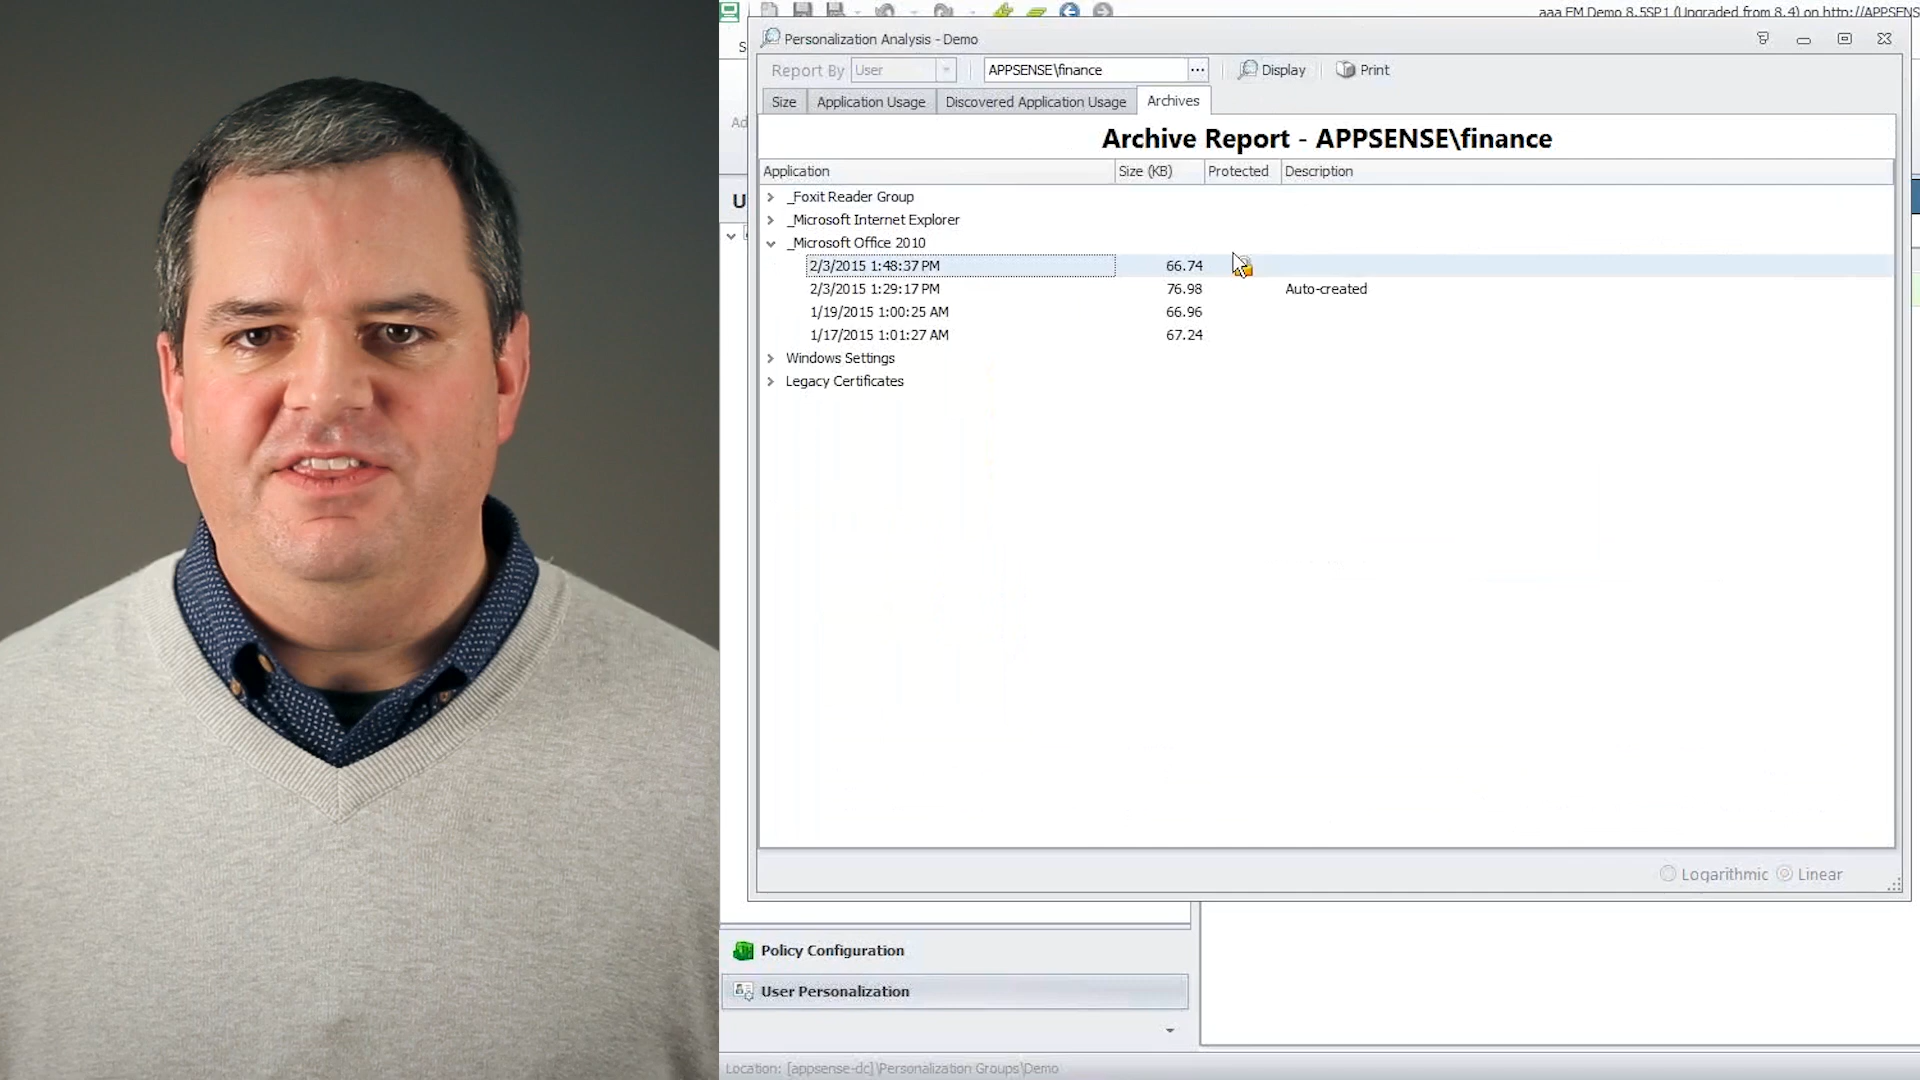 aaa EM Demo 8.5SP1 (Upgraded from 8.4) on http://APPSENS
Personalization Analysis - Demo
Report By User APPSENSE\finance ... Display Print
Size Application Usage Discovered Application Usage Archives
Ad
Archive Report - APPSENSE\finance
Application Size (KB) Protected Description
_Foxit Reader Group
U
_Microsoft Internet Explorer
_Microsoft Office 2010
2/3/2015 1:48:37 PM 66.74
2/3/2015 1:29:17 PM 76.98 Auto-created
1/19/2015 1:00:25 AM 66.96
1/17/2015 1:01:27 AM 67.24
Windows Settings
Legacy Certificates
Logarithmic Linear
Policy Configuration
User Personalization
Location: [appsense-dc]\Personalization Groups\Demo